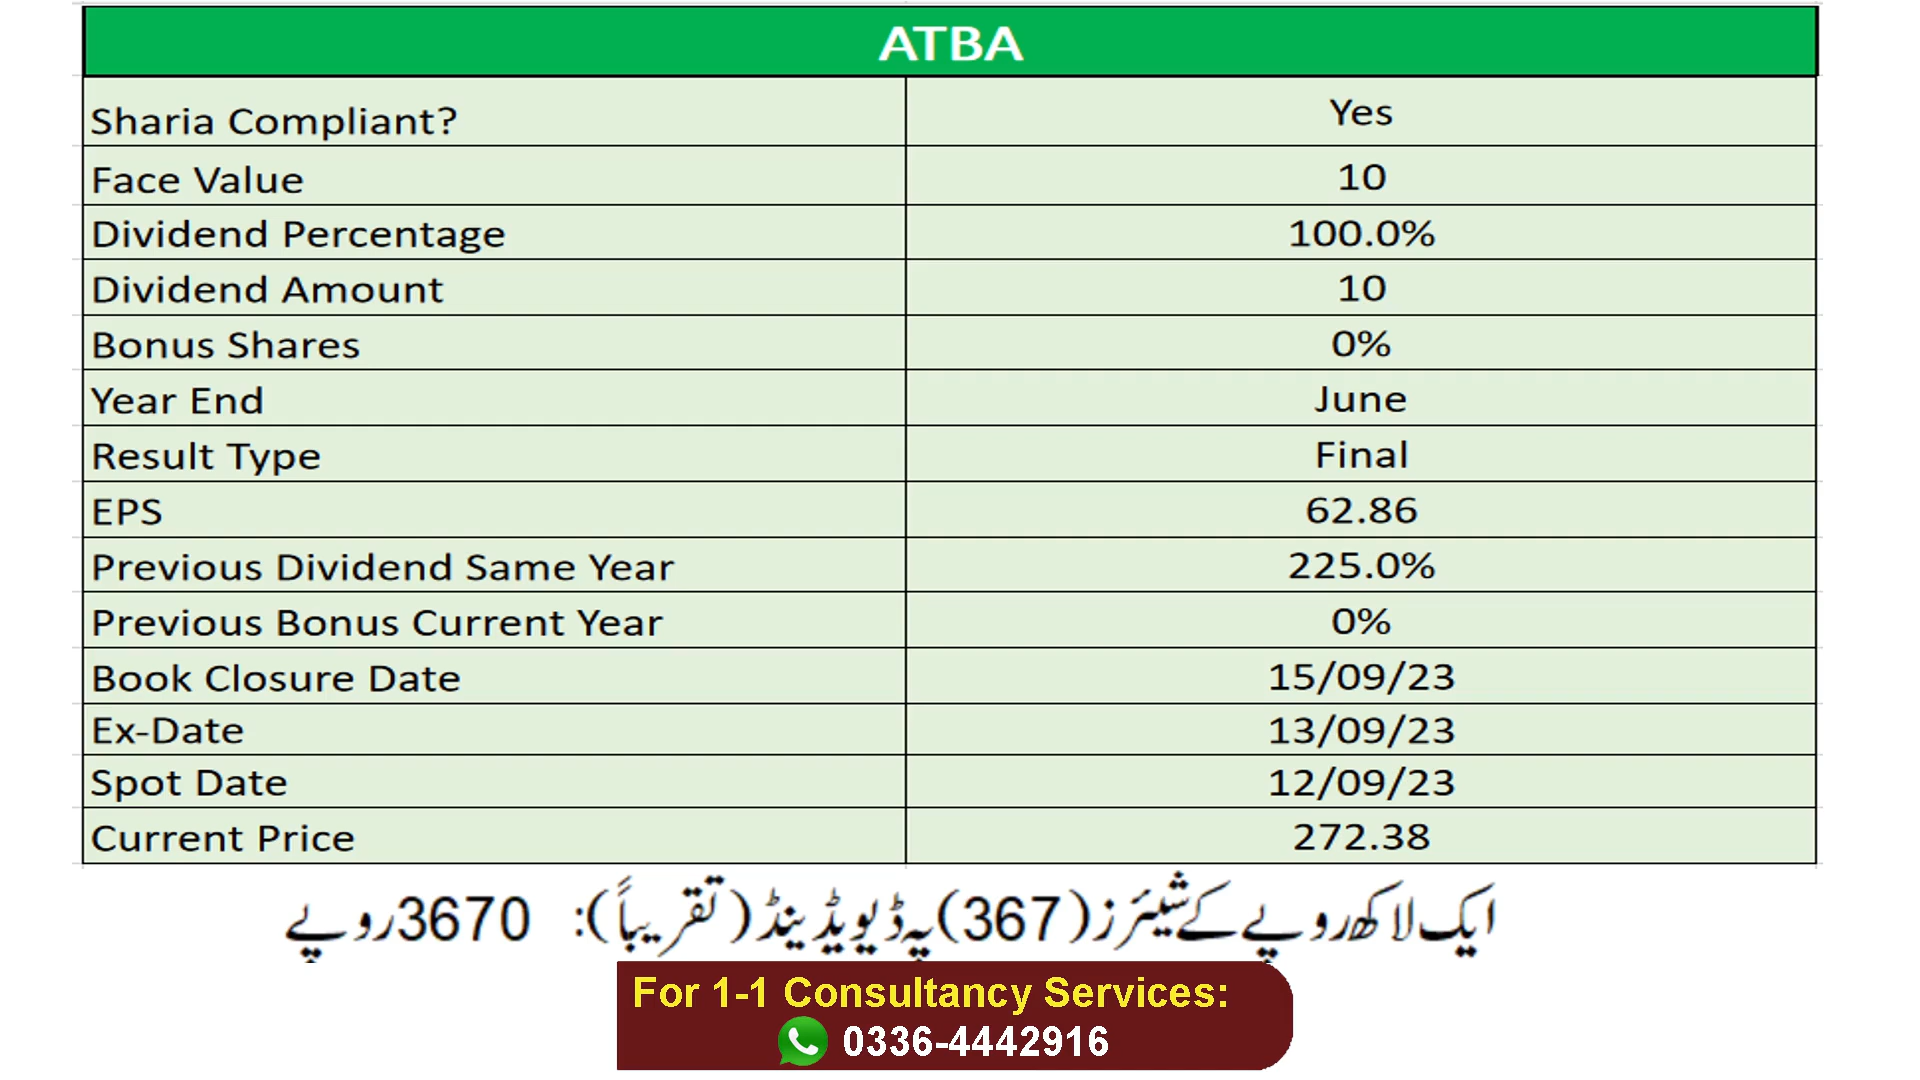 ATBA
Sharia Compliant? Yes
Face Value 10
Dividend Percentage 100.0%
Dividend Amount 10
Bonus Shares 0%
Year End June
Result Type Final
EPS 62.86
Previous Dividend Same Year 225.0%
Previous Bonus Current Year 0%
Book Closure Date 15/09/23
Ex-Date 13/09/23
Spot Date 12/09/23
Current Price 272.38
ایک لاکھ روپے کے شیئرز (367) پہ ڈیویڈینڈ (تقریباً): 3670 روپے
For 1-1 Consultancy Services:
0336-4442916